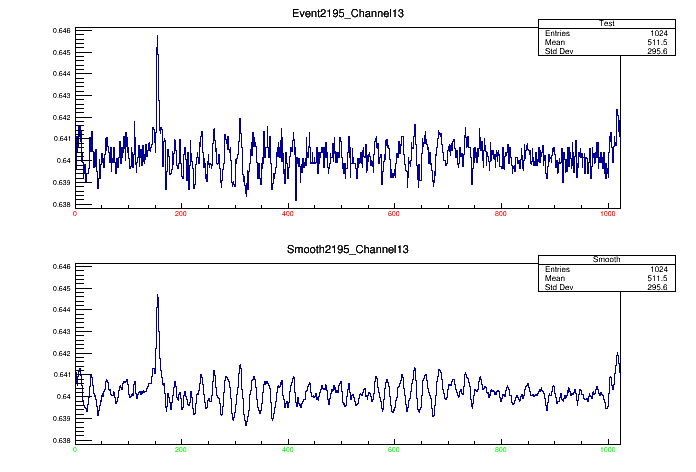 Event2195_Channel13
Test
Entries 1024
Mean 511.5
Std Dev 295.6
0.646
0.645
0.644
0.643
0.642
0.641
0.64
0.639
0.638
0 200 400 600 800 1000
Smooth2195_Channel13
Smooth
Entries 1024
Mean 511.5
Std Dev 295.6
0.646
0.645
0.644
0.643
0.642
0.641
0.64
0.639
0.638
0 200 400 600 800 1000